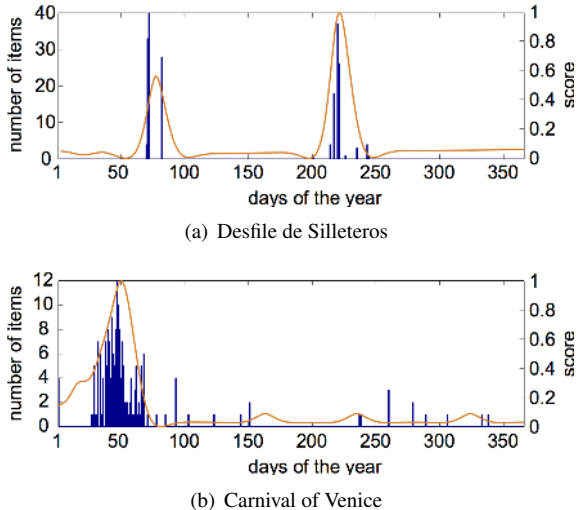 40
30
20
10
0
number of items
1
0.8
0.6
0.4
0.2
0
score
1 50 100 150 200 250 300 350
days of the year
(a) Desfile de Silleteros
12
10
8
6
4
2
0
number of items
1
0.8
0.6
0.4
0.2
0
score
1 50 100 150 200 250 300 350
days of the year
(b) Carnival of Venice